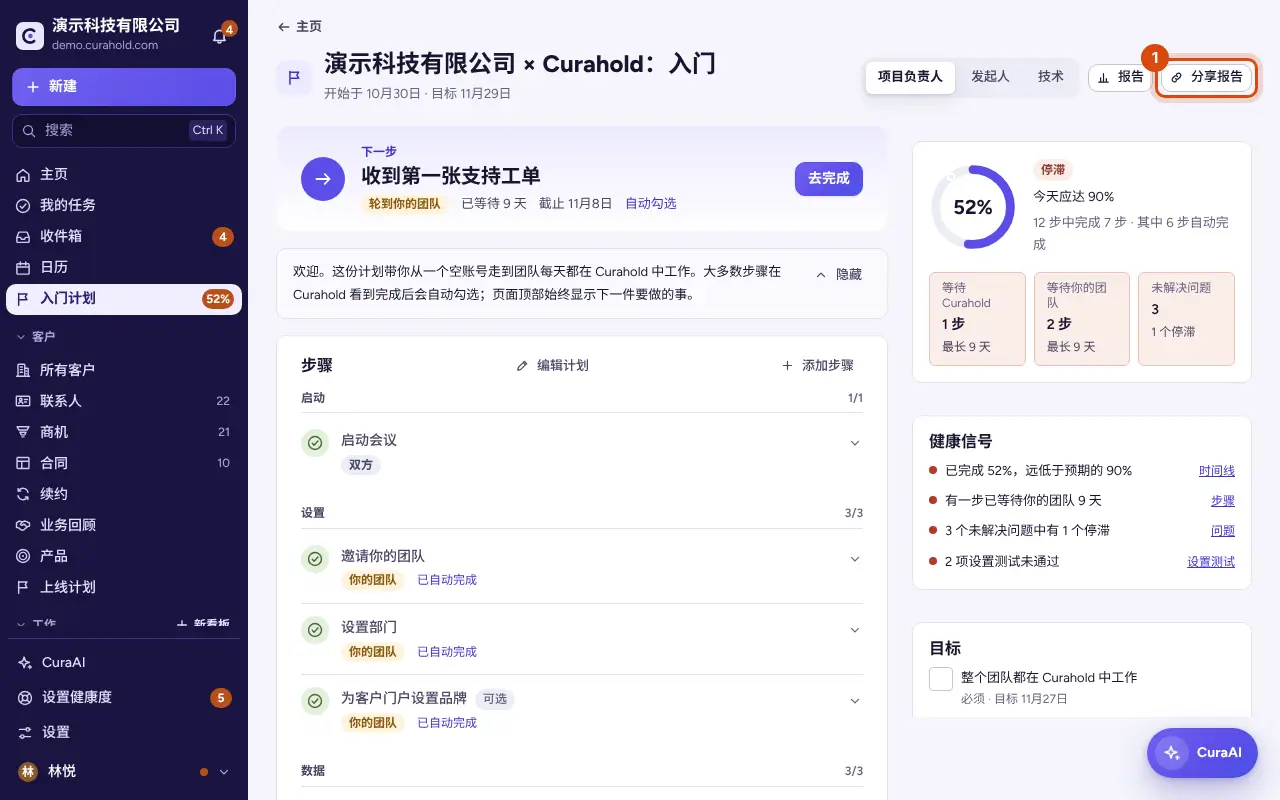 演示科技有限公司
demo.curahold.com
4
新建
搜索
Ctrl K
主页
我的任务
收件箱
4
日历
入门计划
52%
客户
所有客户
联系人
22
商机
21
合同
10
续约
业务回顾
产品
上线计划
工作
新看板
CuraAI
设置健康度
5
设置
林
林悦
主页
演示科技有限公司 × Curahold：入门
开始于 10月30日 · 目标 11月29日
项目负责人
发起人
技术
报告
1
分享报告
下一步
收到第一张支持工单
轮到你的团队
已等待 9 天
截止 11月8日
自动勾选
去完成
欢迎。这份计划带你从一个空账号走到团队每天都在 Curahold 中工作。大多数步骤在
Curahold 看到完成后会自动勾选；页面顶部始终显示下一件要做的事。
隐藏
步骤
编辑计划
添加步骤
启动
1/1
启动会议
双方
设置
3/3
邀请你的团队
你的团队
已自动完成
设置部门
你的团队
已自动完成
为客户门户设置品牌
可选
你的团队
已自动完成
数据
3/3
52%
停滞
今天应达 90%
12 步中完成 7 步 · 其中 6 步自动完
成
等待
Curahold
1 步
最长 9 天
等待你的团
队
2 步
最长 9 天
未解决问题
3
1 个停滞
健康信号
已完成 52%，远低于预期的 90%
时间线
有一步已等待你的团队 9 天
步骤
3 个未解决问题中有 1 个停滞
问题
2 项设置测试未通过
设置测试
目标
整个团队都在 Curahold 中工作
必须 · 目标 11月27日
CuraAI